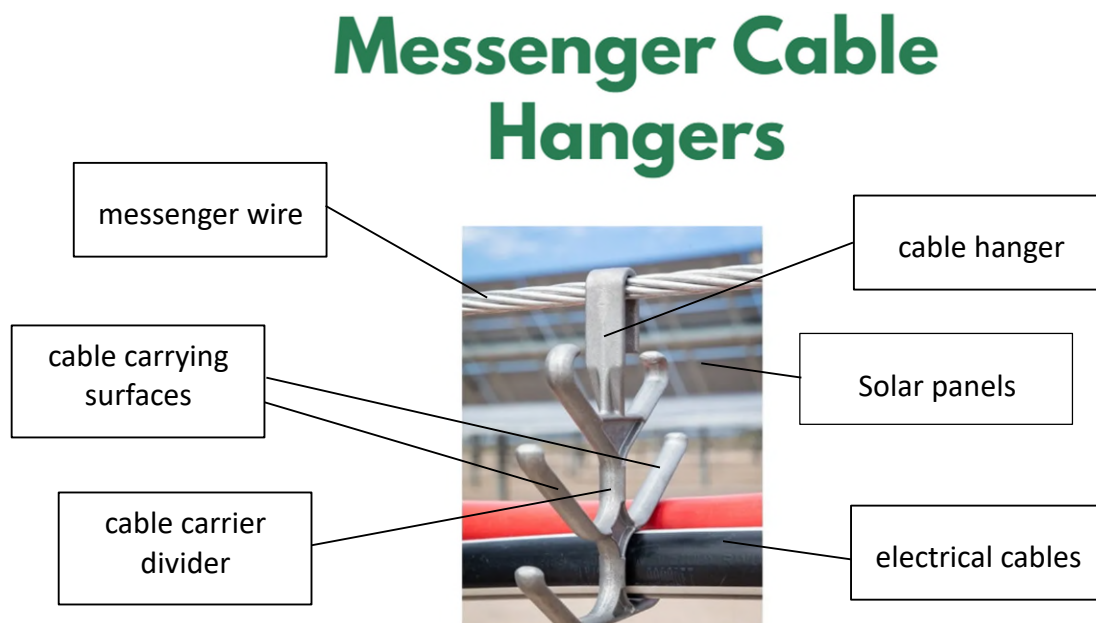 Messenger Cable
Hangers
messenger wire
cable hanger
cable carrying
surfaces
Solar panels
cable carrier
divider
electrical cables